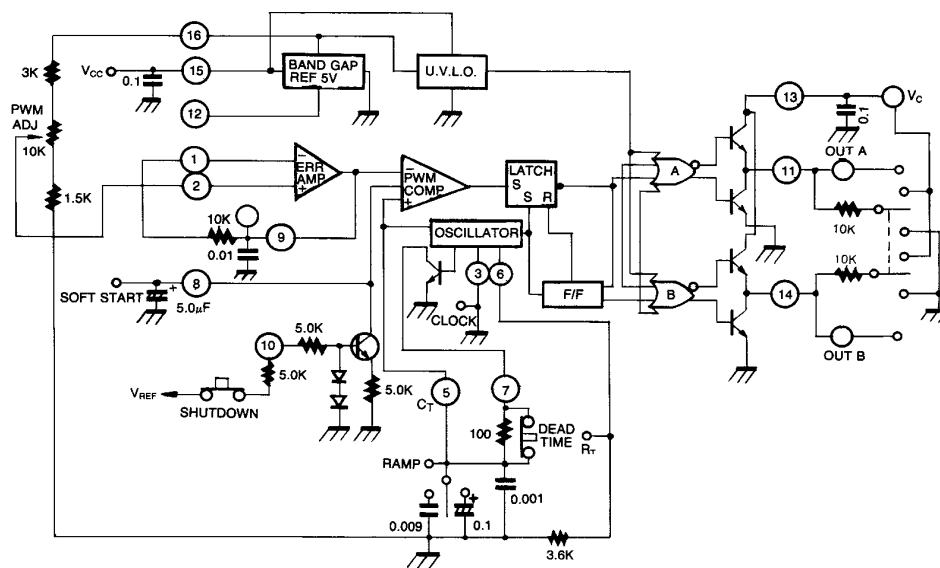 16
3K
VCC
0.1
15
BAND GAP
REF 5V
U.V.L.O.
13
VC
0.1
12
PWM
ADJ
10K
1
2
ERR
AMP
−
+
PWM
COMP
−
+
LATCH
S
S R
A
OUT A
11
1.5K
10K
0.01
9
OSCILLATOR
10K
10K
SOFT START
+
5.0µF
8
3
6
F/F
B
14
CLOCK
OUT B
10
5.0K
5.0K
VREF
SHUTDOWN
5.0K
5
CT
7
100
DEAD
TIME
RT
RAMP
0.001
0.009
+
0.1
3.6K